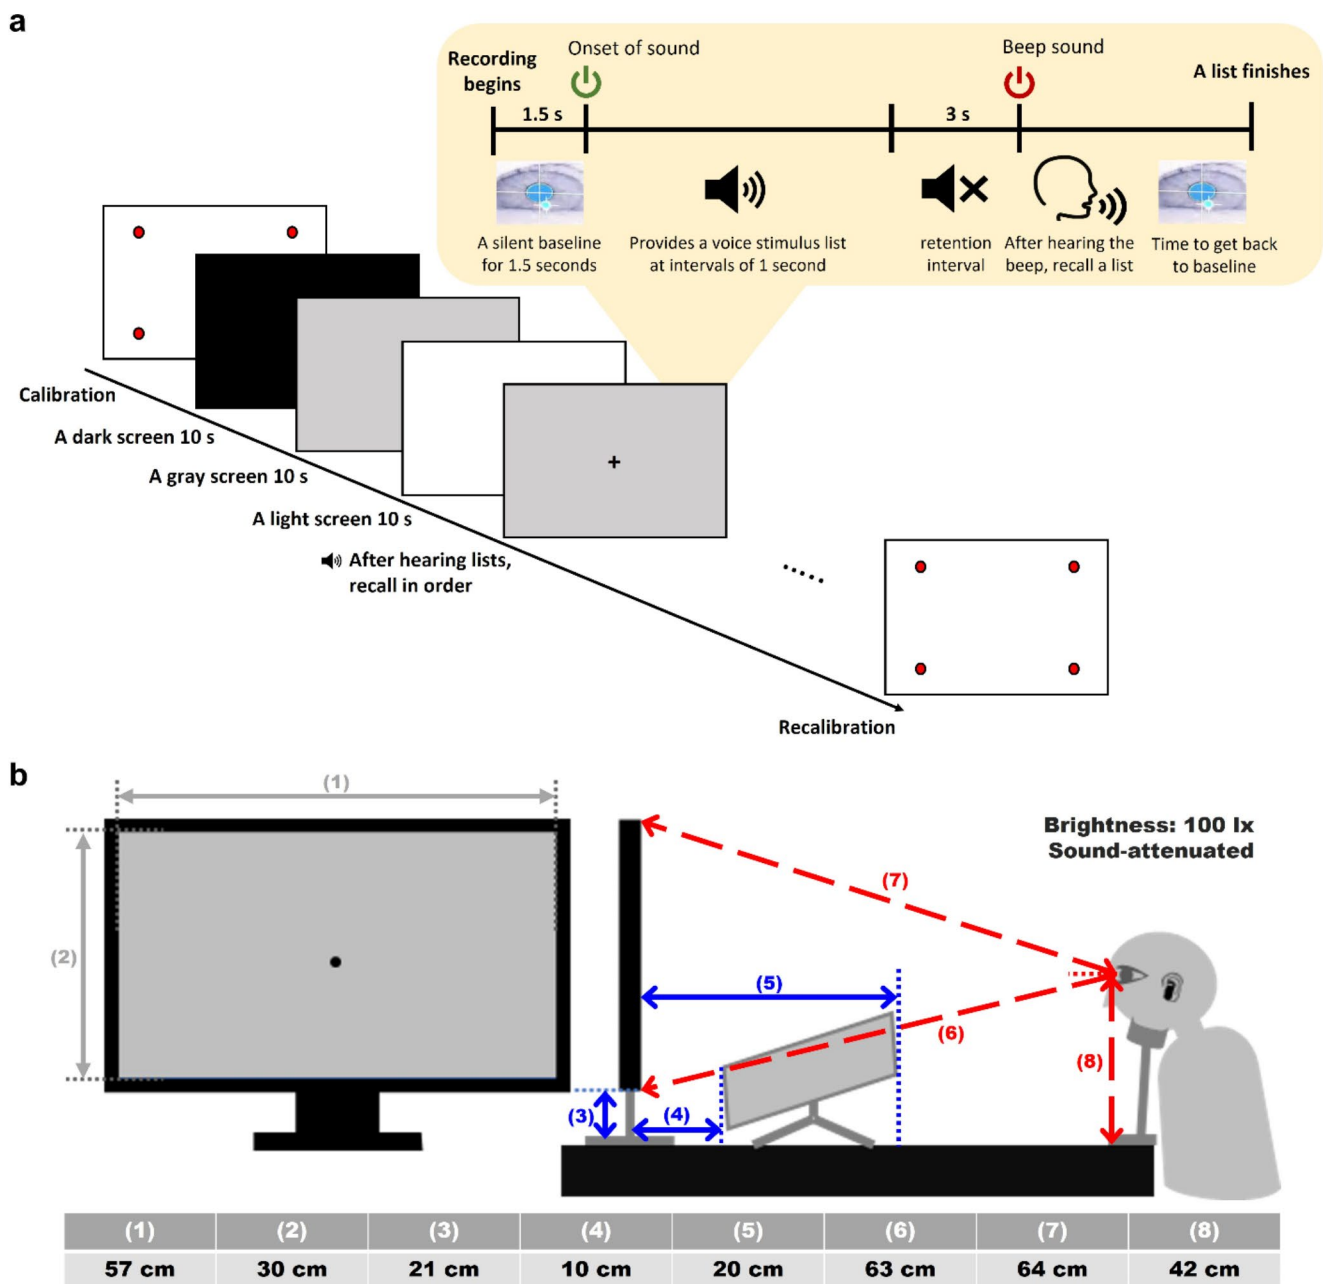 a
Recording
begins
Onset of sound
Beep sound
A list finishes
1.5 s
3 s
A silent baseline
for 1.5 seconds
Provides a voice stimulus list
at intervals of 1 second
retention
interval
After hearing the
beep, recall a list
Time to get back
to baseline
Calibration
A dark screen 10 s
A gray screen 10 s
A light screen 10 s
After hearing lists,
recall in order
Recalibration
b
(1)
(2)
Brightness: 100 lx
Sound-attenuated
(7)
(5)
(6)
(8)
(3)
(4)
(1) (2) (3) (4) (5) (6) (7) (8)
57 cm 30 cm 21 cm 10 cm 20 cm 63 cm 64 cm 42 cm